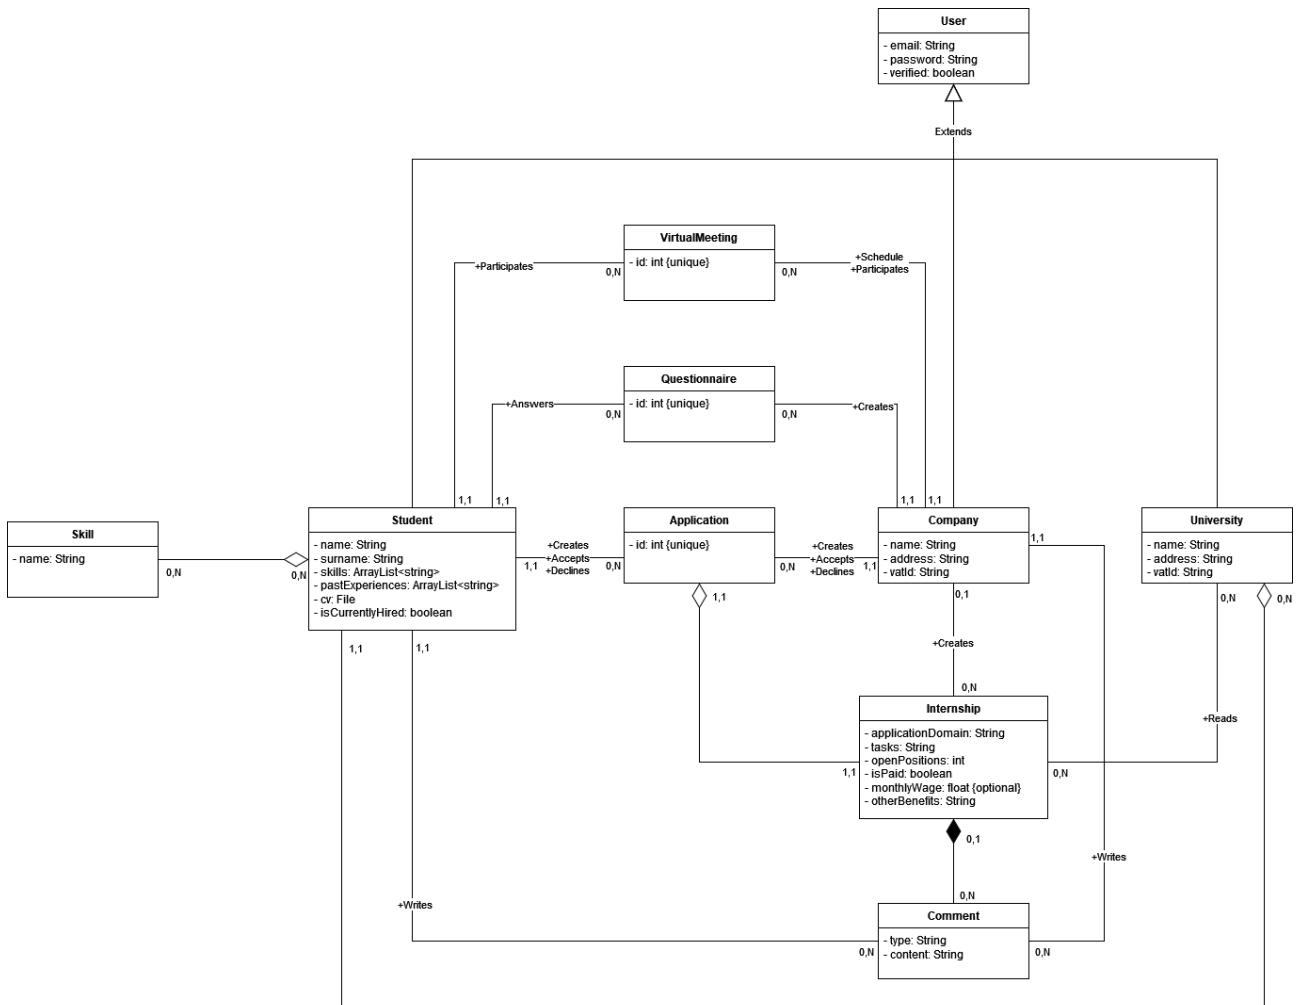 User
- email: String
- password: String
- verified: boolean
Extends
VirtualMeeting
- id: int {unique}
+Participates
0,N
0,N
+Schedule
+Participates
Questionnaire
- id: int {unique}
+Answers
0,N
0,N
+Creates
1,1
1,1
1,1
1,1
Skill
- name: String
0,N
0,N
Student
- name: String
- surname: String
- skills: ArrayList<string>
- pastExperiences: ArrayList<string>
- cv: File
- isCurrentlyHired: boolean
+Creates
+Accepts
+Declines
1,1
0,N
Application
- id: int {unique}
+Creates
+Accepts
+Declines
0,N
1,1
Company
- name: String
- address: String
- vatId: String
1,1
University
- name: String
- address: String
- vatId: String
1,1
0,1
0,N
0,N
+Creates
1,1
1,1
0,N
Internship
- applicationDomain: String
- tasks: String
- openPositions: int
- isPaid: boolean
- monthlyWage: float {optional}
- otherBenefits: String
+Reads
1,1
0,N
0,1
+Writes
+Writes
0,N
Comment
- type: String
- content: String
0,N
0,N